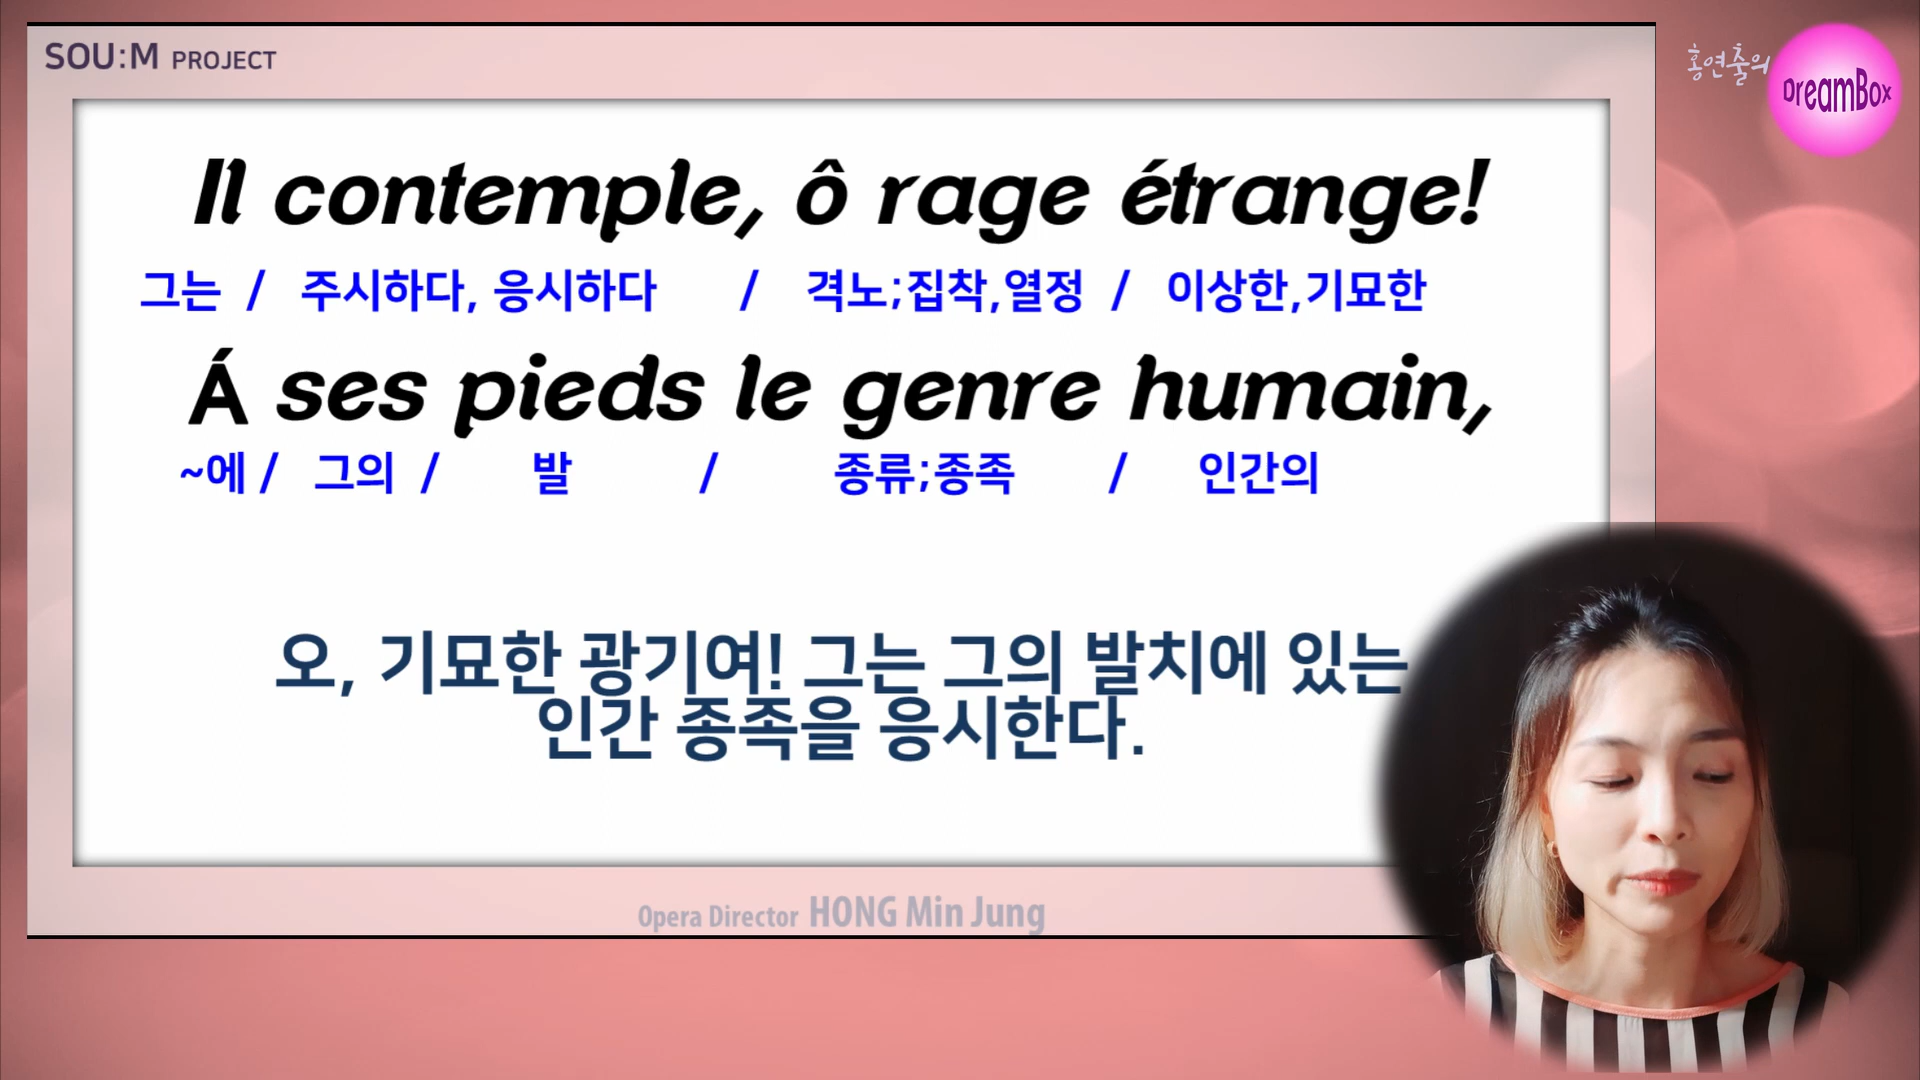 SOU:M PROJECT
홍연출의
DreamBox
Il contemple, ô rage étrange!
그는 / 주시하다, 응시하다 / 격노;집착,열정 / 이상한,기묘한
Á ses pieds le genre humain,
~에 / 그의 / 발 / 종류;종족 / 인간의
오, 기묘한 광기여! 그는 그의 발치에 있는
인간 종족을 응시한다.
Opera Director HONG Min Jung